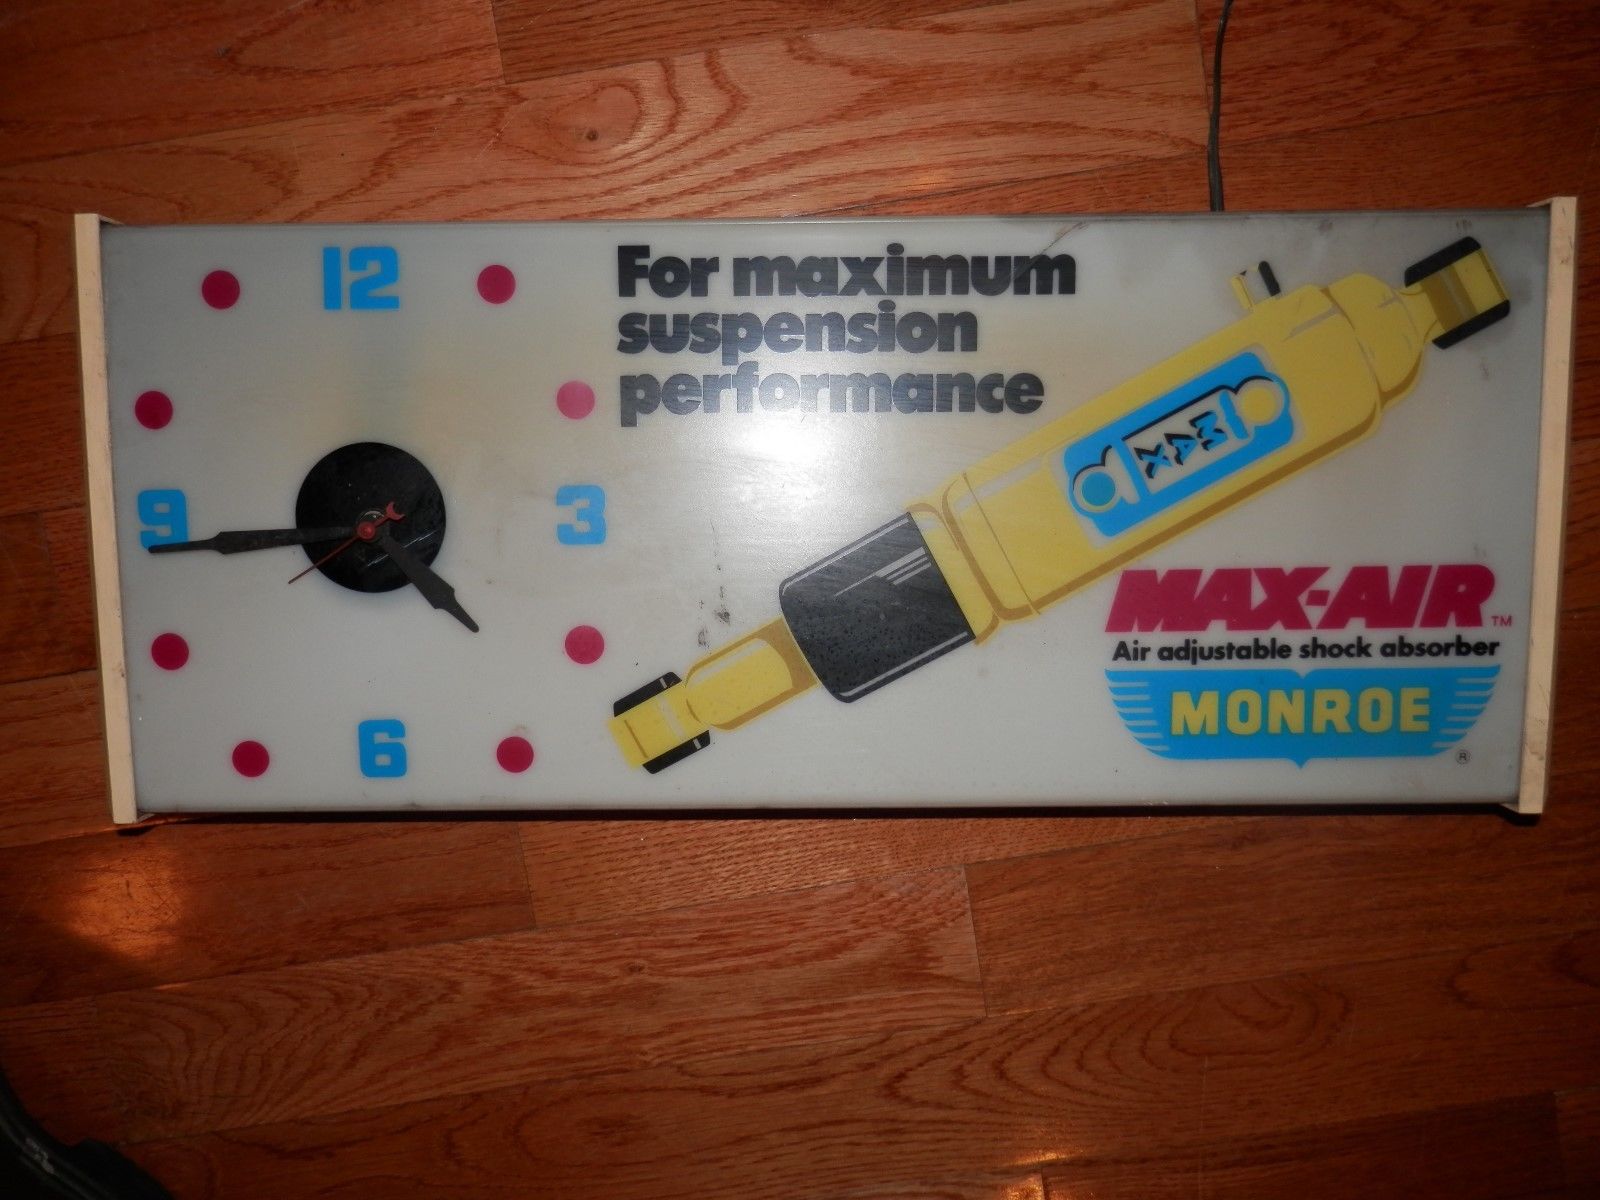 12
For maximum
suspension
performance
9
3
6
MAX
MAX-AIR™
Air adjustable shock absorber
MONROE
®